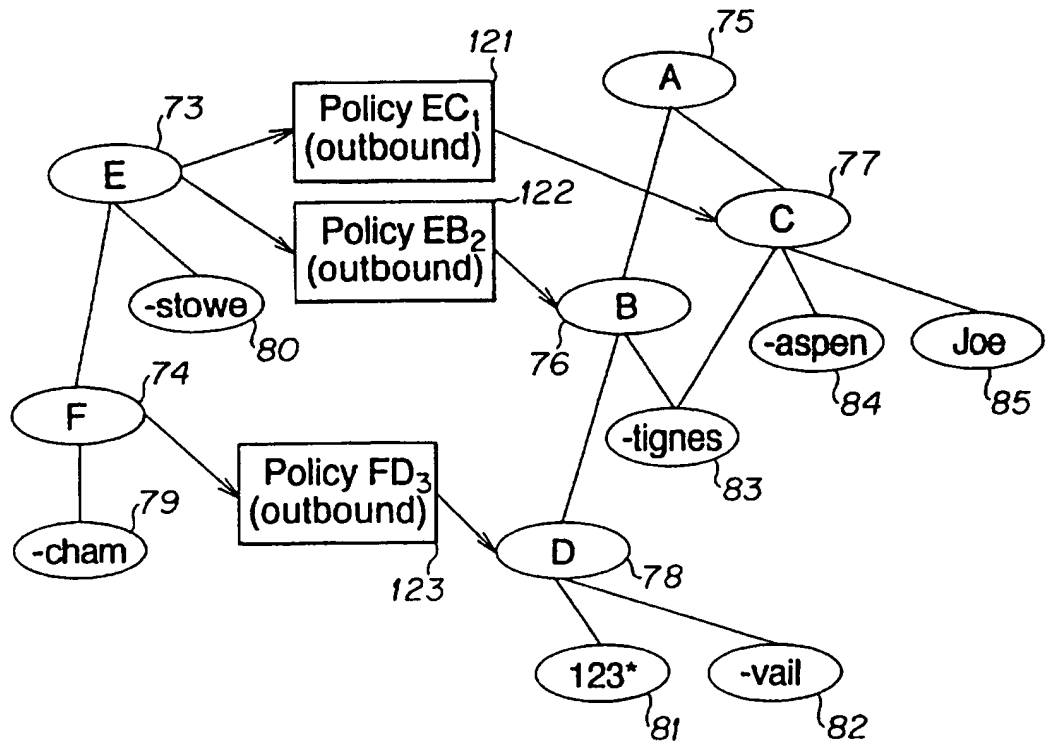 75
121
A
Policy EC₁
(outbound)
73
E
77
C
122
Policy EB₂
(outbound)
-stowe
80
B
76
-aspen
84
Joe
85
74
F
-tignes
83
Policy FD₃
(outbound)
123
79
-cham
D
78
123*
81
-vail
82